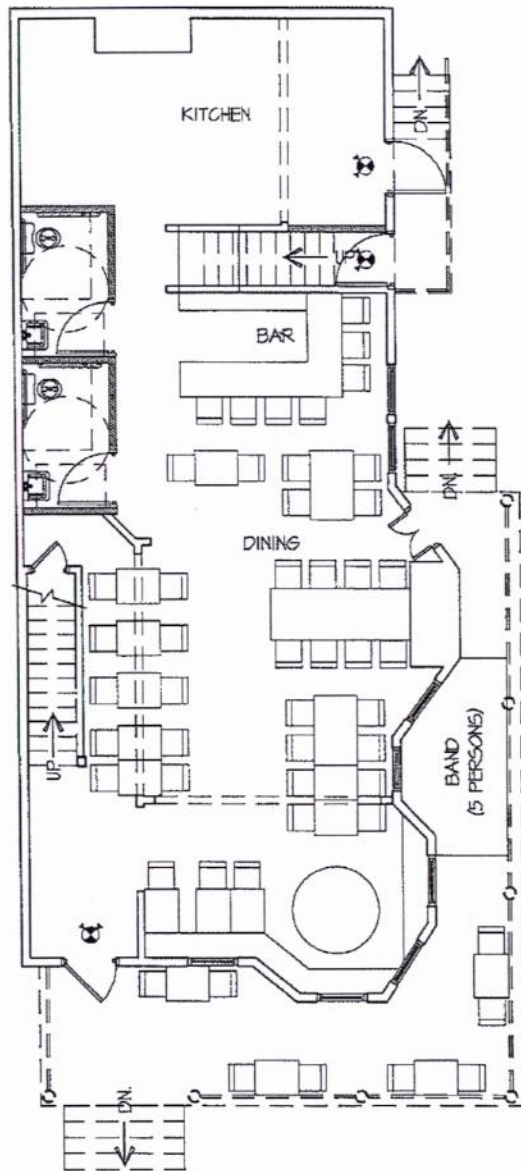 KITCHEN
DN.
UP
BAR
DN.
DINING
UP
BAND
(5 PERSONS)
DN.